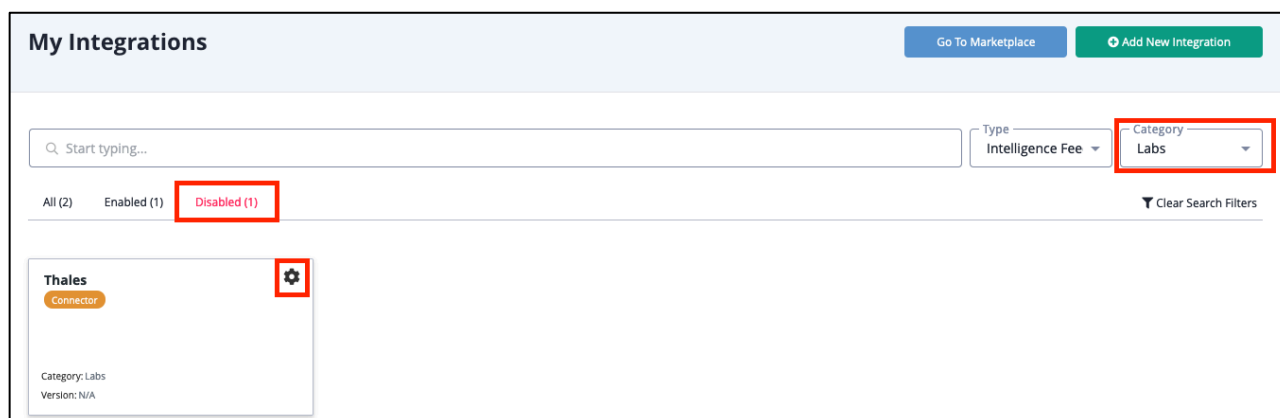 My Integrations
Go To Marketplace
Add New Integration
Start typing...
Type
Intelligence Fee
Category
Labs
All (2) Enabled (1) Disabled (1)
Clear Search Filters
Thales
Connector
Category: Labs
Version: N/A